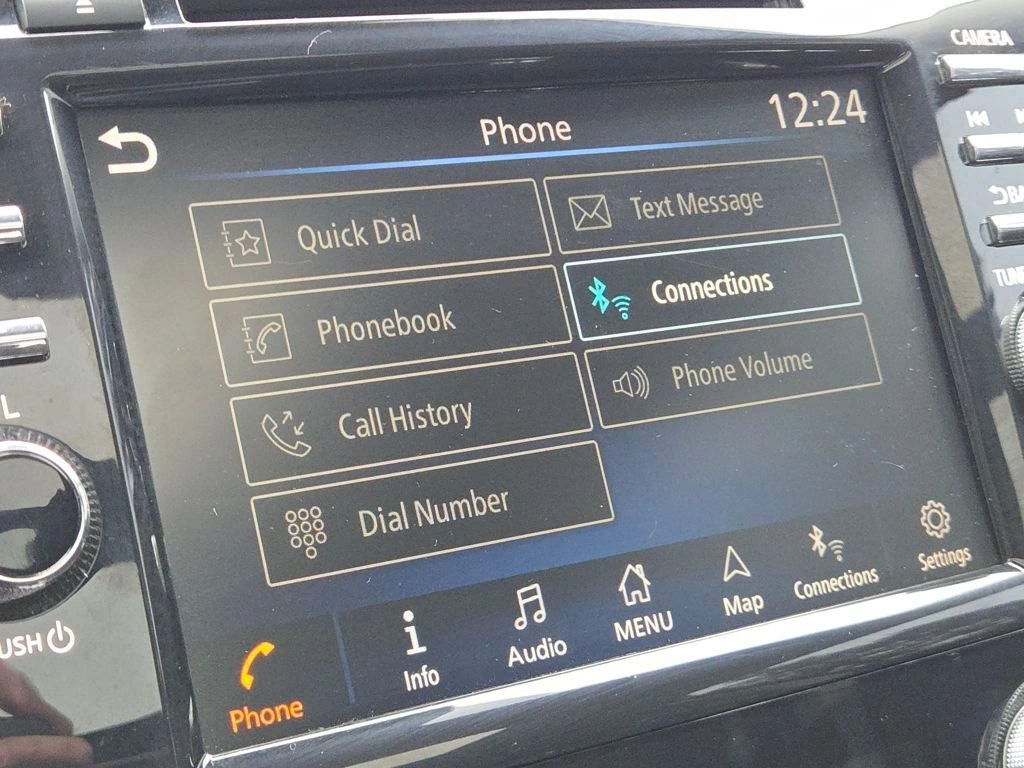 CAMERA
Phone
12:24
Quick Dial
Text Message
Phonebook
Connections
Call History
Phone Volume
Dial Number
Phone
Info
Audio
MENU
Map
Connections
Settings